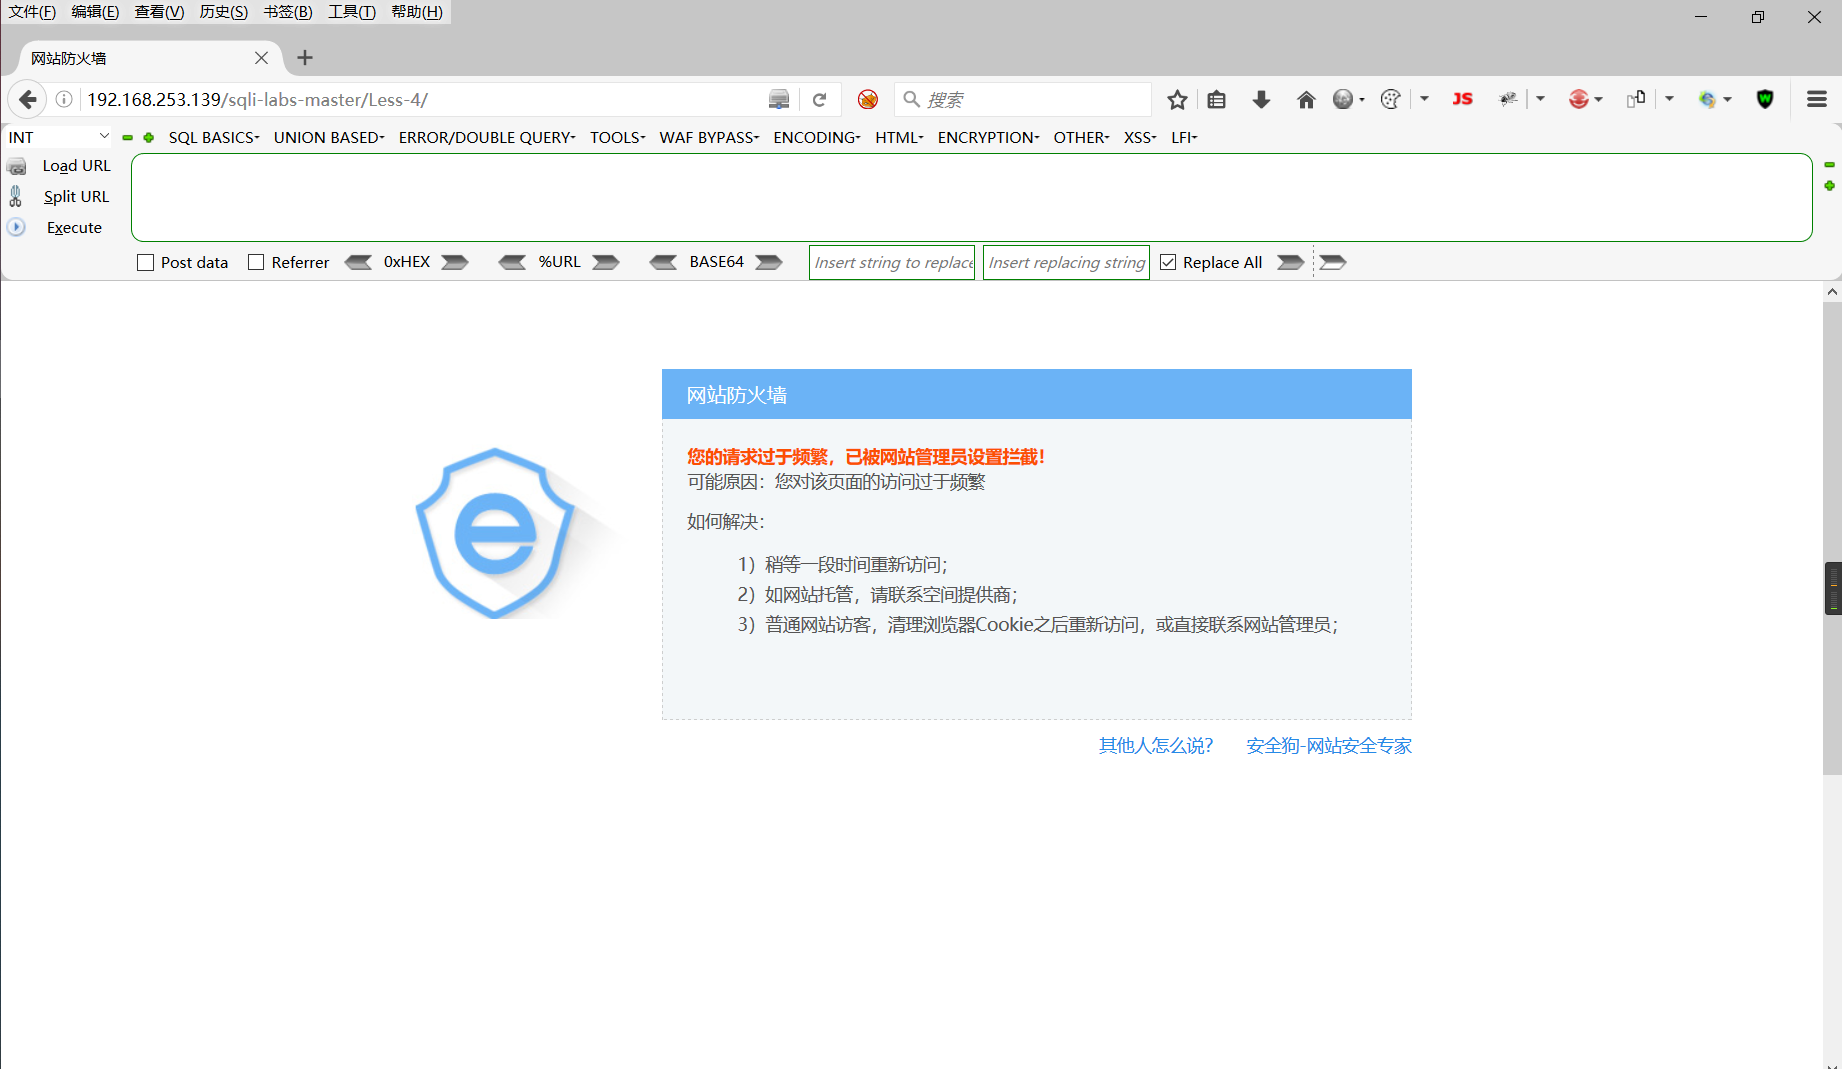 文件(F) 编辑(E) 查看(V) 历史(S) 书签(B) 工具(T) 帮助(H)
网站防火墙
192.168.253.139/sqli-labs-master/Less-4/
搜索
JS
W
INT SQL BASICS UNION BASED ERROR/DOUBLE QUERY TOOLS WAF BYPASS ENCODING HTML ENCRYPTION OTHER XSS LFI
Load URL
Split URL
Execute
Post data Referrer 0xHEX %URL BASE64 Insert string to replace Insert replacing string Replace All
网站防火墙
您的请求过于频繁，已被网站管理员设置拦截！
可能原因：您对该页面的访问过于频繁
如何解决：
1）稍等一段时间重新访问；
2）如网站托管，请联系空间提供商；
3）普通网站访客，清理浏览器Cookie之后重新访问，或直接联系网站管理员；
其他人怎么说？ 安全狗-网站安全专家